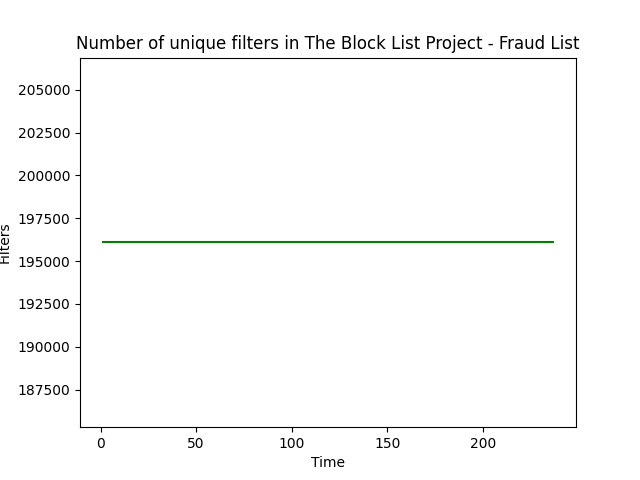 Number of unique filters in The Block List Project - Fraud List
205000
202500
200000
197500
195000
192500
190000
187500
Filters
0 50 100 150 200
Time